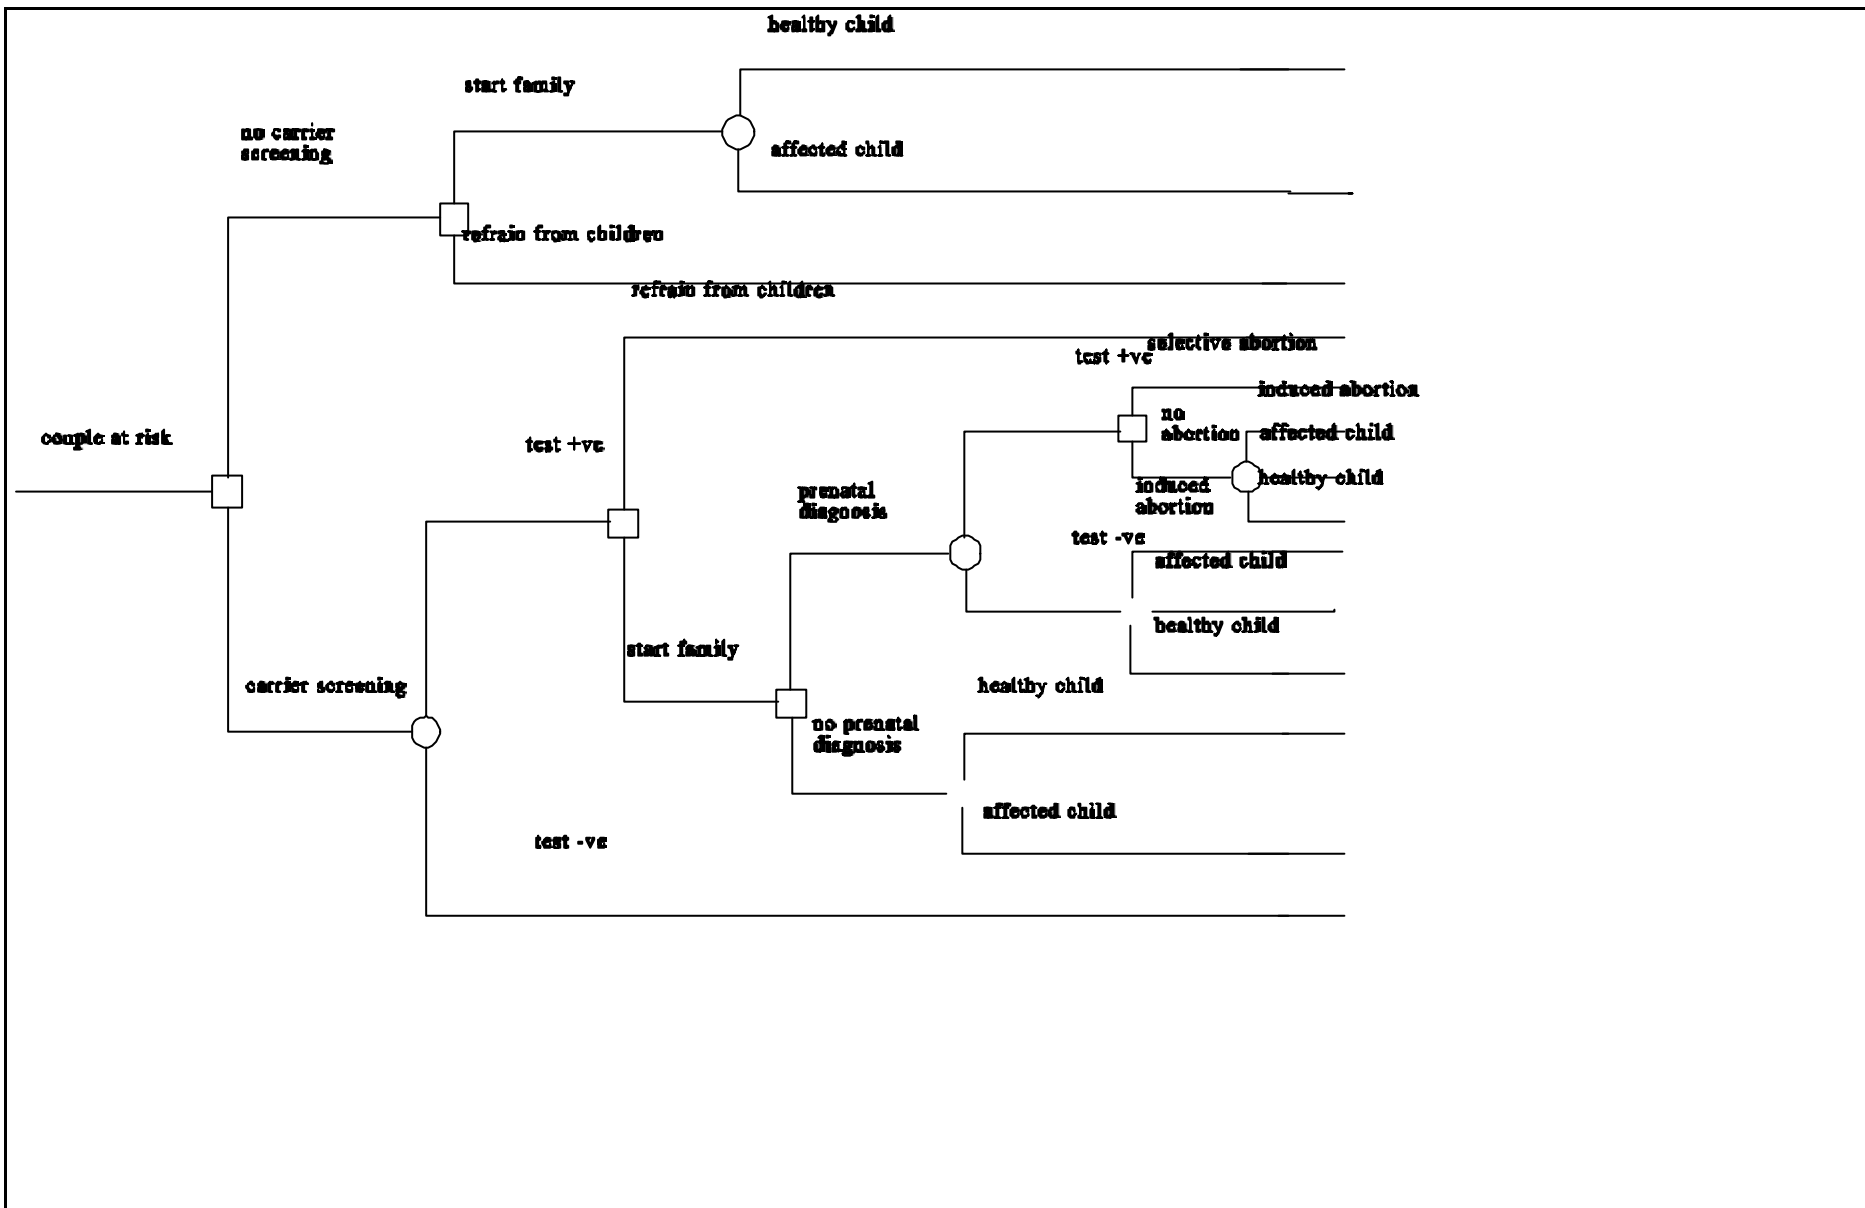 healthy child
start family
no carrier
screening
affected child
refrain from children
refrain from children
selective abortion
test +ve
induced abortion
no
abortion
affected child
couple at risk
test +ve
healthy child
prenatal
diagnosis
induced
abortion
test -ve
affected child
healthy child
start family
carrier screening
healthy child
no prenatal
diagnosis
affected child
test -ve